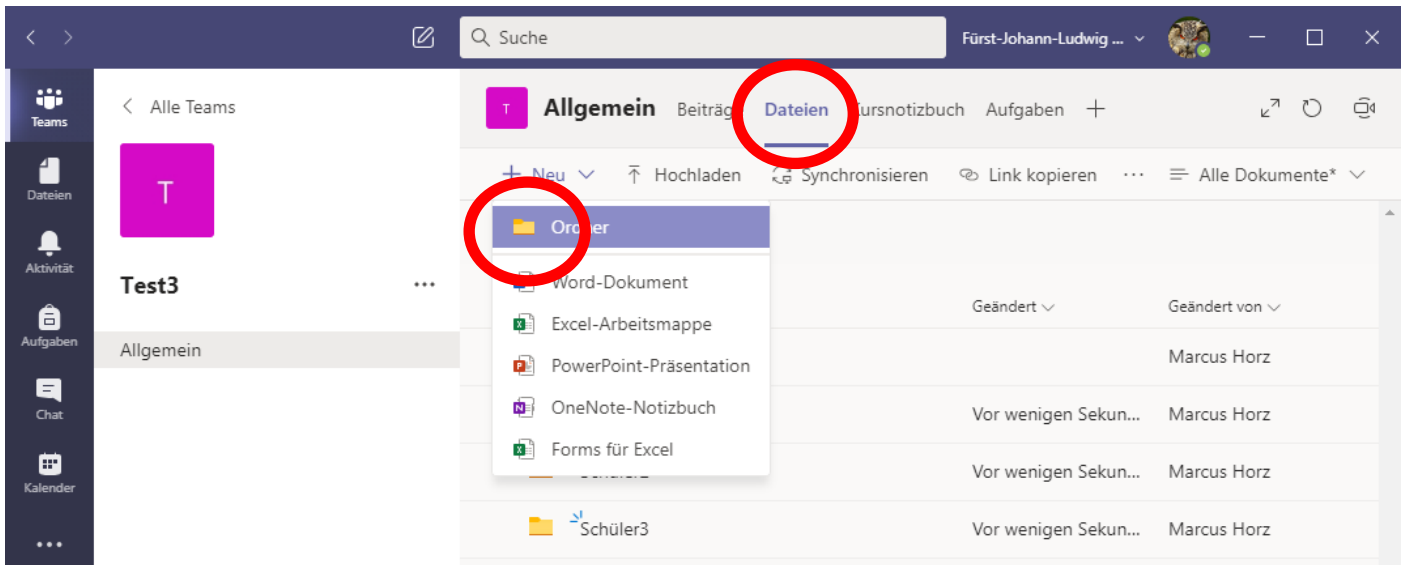 Suche
Fürst-Johann-Ludwig ...
Teams
Dateien
Aktivität
Aufgaben
Chat
Kalender
Alle Teams
T
Test3
Allgemein
T
Allgemein Beiträg Dateien ursnotizbuch Aufgaben
Neu Hochladen Synchronisieren Link kopieren ... Alle Dokumente*
Ordner
Word-Dokument
Excel-Arbeitsmappe
PowerPoint-Präsentation
OneNote-Notizbuch
Forms für Excel
Geändert Geändert von
Marcus Horz
Vor wenigen Sekun... Marcus Horz
Vor wenigen Sekun... Marcus Horz
Schüler3 Vor wenigen Sekun... Marcus Horz